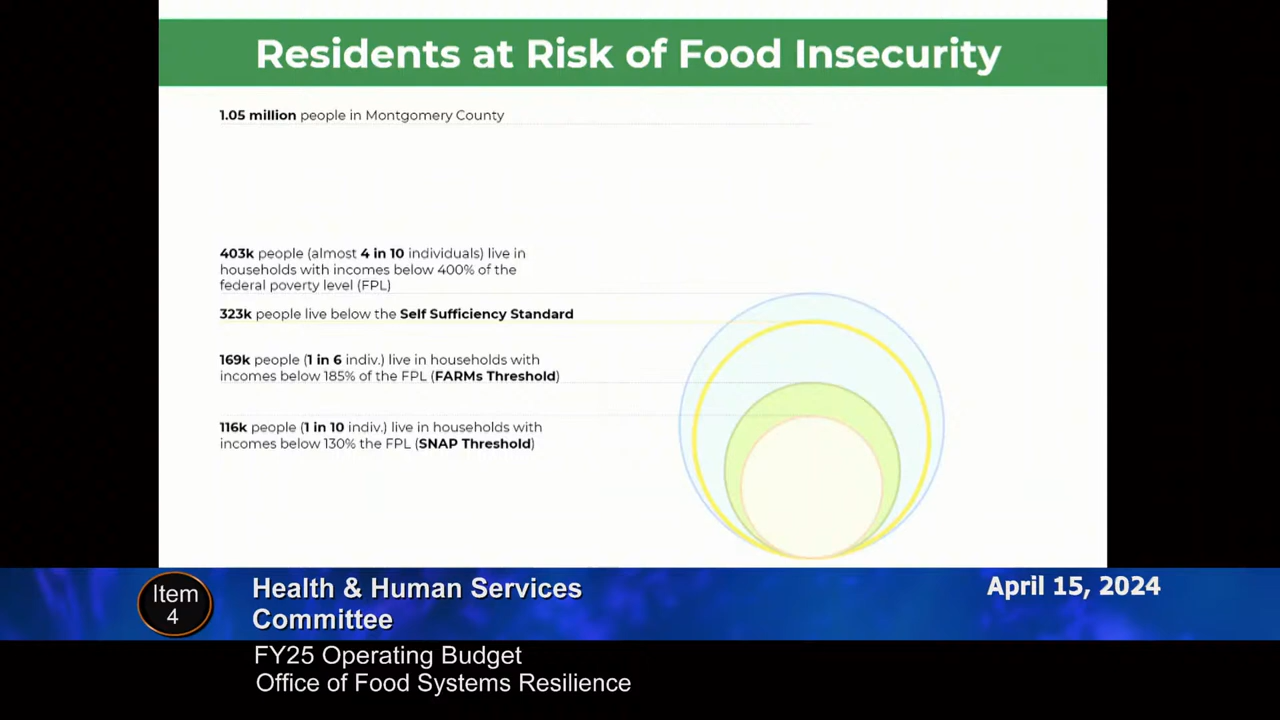 Residents at Risk of Food Insecurity
1.05 million people in Montgomery County
403k people (almost 4 in 10 individuals) live in
households with incomes below 400% of the
federal poverty level (FPL)
323k people live below the Self Sufficiency Standard
169k people (1 in 6 indiv.) live in households with
incomes below 185% of the FPL (FARMs Threshold)
116k people (1 in 10 indiv.) live in households with
incomes below 130% the FPL (SNAP Threshold)
Item
4
Health & Human Services
Committee
April 15, 2024
FY25 Operating Budget
Office of Food Systems Resilience